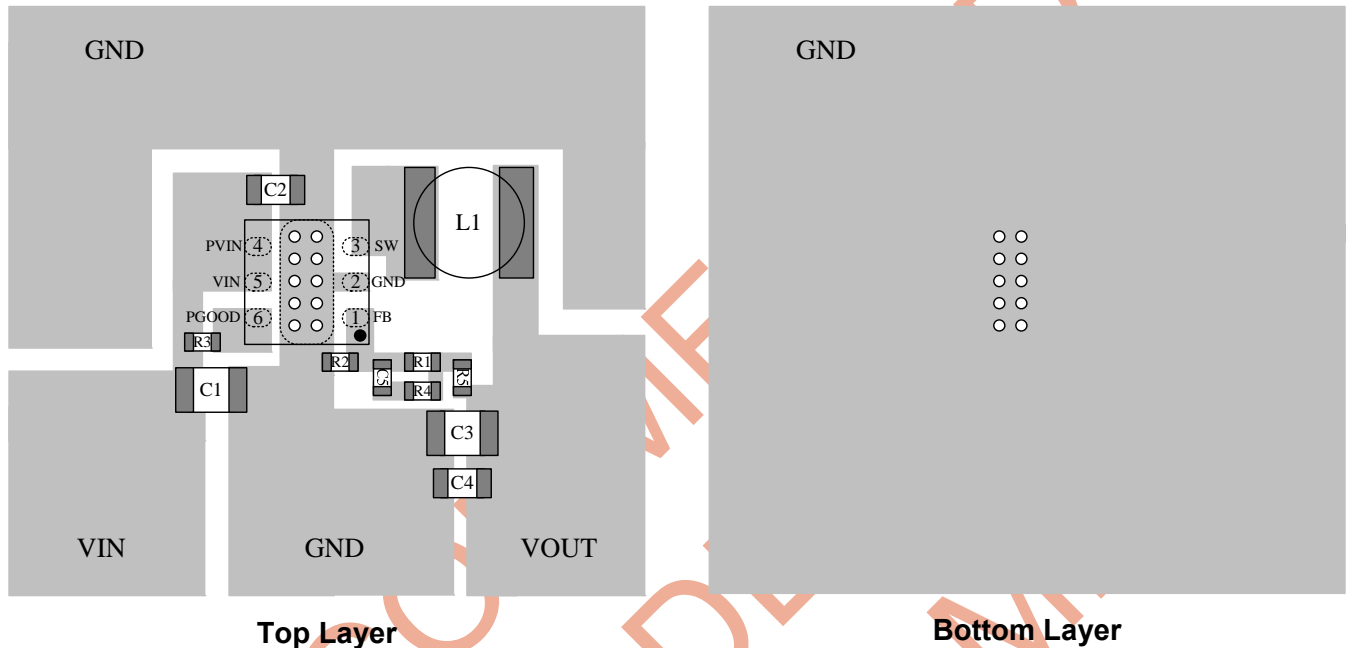 GND
GND
C2
L1
PVIN 4 3 SW
VIN 5 2 GND
PGOOD 6 1 FB
R3
R2
R1
C5
R5
R4
C1
C3
C4
VIN
GND
VOUT
Top Layer
Bottom Layer